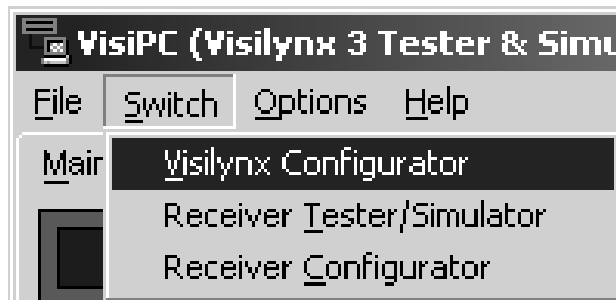 VisiPC (Visilynx 3 Tester & Simu
File Switch Options Help
Main
Visilynx Configurator
Receiver Tester/Simulator
Receiver Configurator